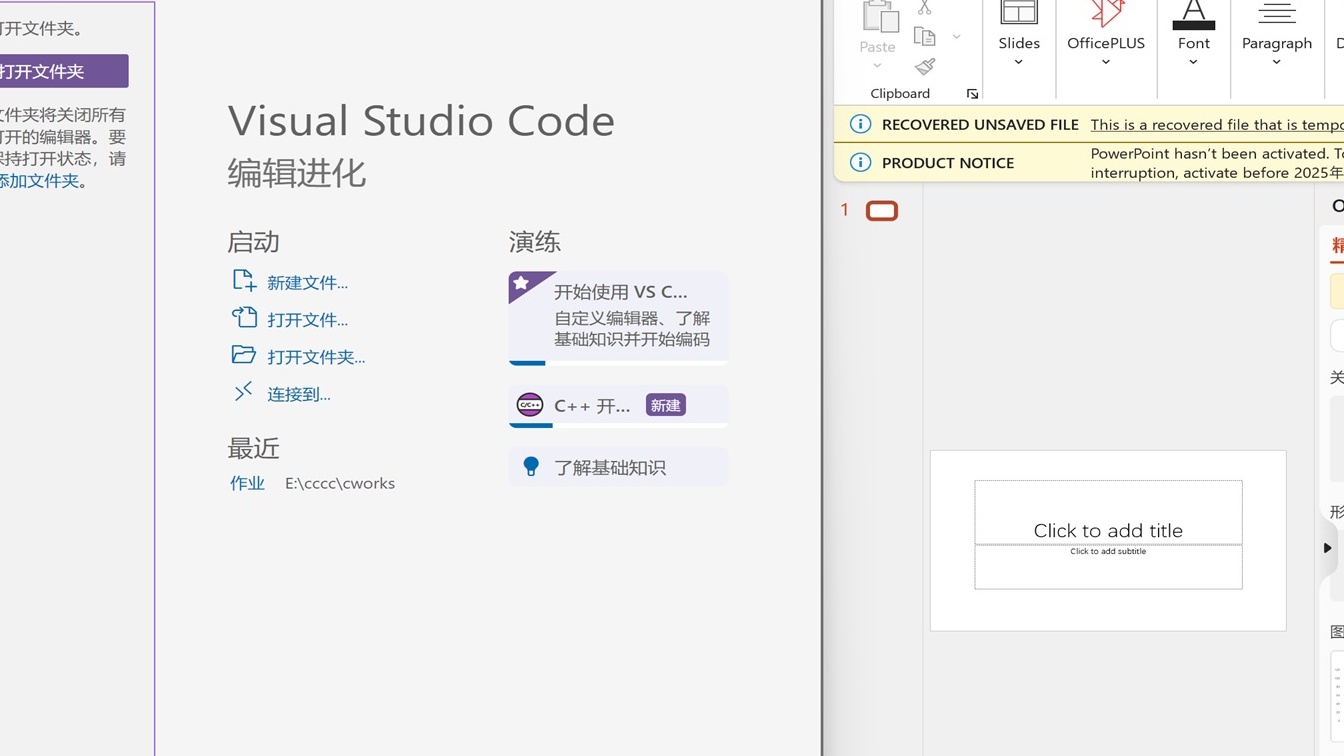 打开文件夹。
打开文件夹
文件夹将关闭所有
打开的编辑器。要
保持打开状态，请
添加文件夹。
Visual Studio Code
编辑进化
启动
新建文件...
打开文件...
打开文件夹...
连接到...
最近
作业 E:\cccc\cworks
演练
开始使用 VS C...
自定义编辑器、了解
基础知识并开始编码
C/C++
C++ 开... 新建
了解基础知识
Paste
Clipboard
Slides
OfficePLUS
Font
Paragraph
D
RECOVERED UNSAVED FILE This is a recovered file that is tempo
PRODUCT NOTICE PowerPoint hasn't been activated. T
interruption, activate before 2025年
1
Click to add title
Click to add subtitle
O
精
关
形
图